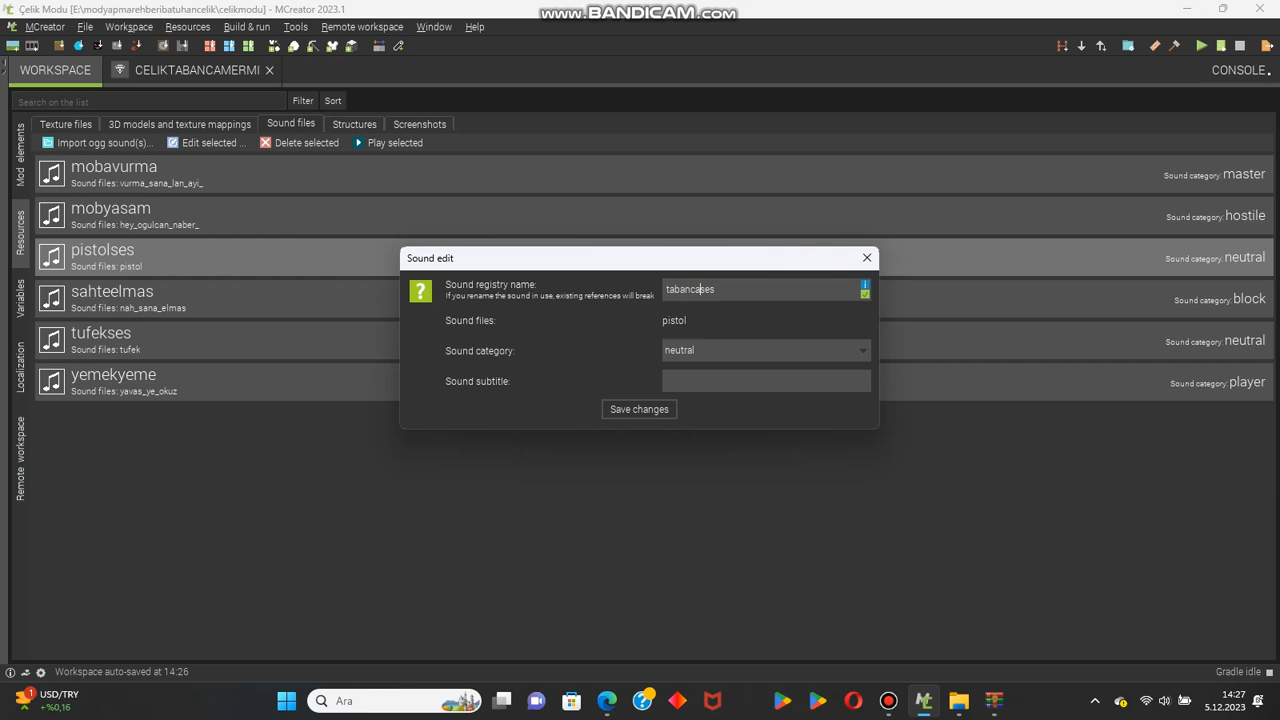 Çelik Modu [E:\modyapmarehberibatuhancelik\celikmodu] - MCreator 2023.1
www.BANDICAM.com
MCreator File Workspace Resources Build & run Tools Remote workspace Window Help
WORKSPACE CELIKTABANCAMERMI CONSOLE
Search on the list Filter Sort
Texture files 3D models and texture mappings Sound files Structures Screenshots
Import ogg sound(s)... Edit selected ... Delete selected Play selected
Mod elements
Resources
Variables
Localization
Remote workspace
mobavurma
Sound files: vurma_sana_lan_ayi_
Sound category: master
mobyasam
Sound files: hey_ogulcan_naber_
Sound category: hostile
pistolses
Sound files: pistol
Sound category: neutral
sahteelmas
Sound files: nah_sana_elmas
Sound category: block
tufekses
Sound files: tufek
Sound category: neutral
yemekyeme
Sound files: yavas_ye_okuz
Sound category: player
Sound edit
Sound registry name: tabancases
If you rename the sound in use, existing references will break
Sound files: pistol
Sound category: neutral
Sound subtitle:
Save changes
Workspace auto-saved at 14:26
Gradle idle
1
USD/TRY
+%0,16
Ara
14:27
5.12.2023